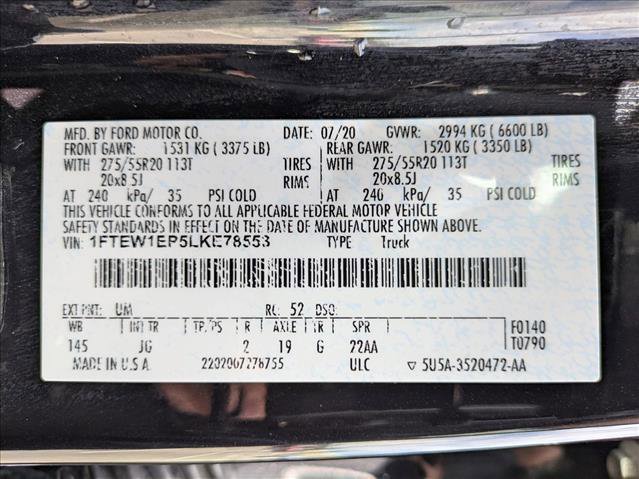 MFD. BY FORD MOTOR CO. DATE: 07/20 GVWR: 2994 KG ( 6600 LB)
FRONT GAWR: 1531 KG ( 3375 LB) REAR GAWR: 1520 KG ( 3350 LB)
WITH 275/55R20 113T TIRES WITH 275/55R20 113T TIRES
20x8.5J RIMS 20x8.5J RIMS
AT 240 kPa/ 35 PSI COLD AT 240 kPa/ 35 PSI COLD
THIS VEHICLE CONFORMS TO ALL APPLICABLE FEDERAL MOTOR VEHICLE
SAFETY STANDARDS IN EFFECT ON THE DATE OF MANUFACTURE SHOWN ABOVE.
VIN: 1FTEW1EP5LKE78553 TYPE: Truck
EXT PNT: UM RC: 52 DSO:
WB INT TR TP/PS R AXLE TR SPR F0140
145 JG 2 19 G 22AA T0790
MADE IN U.S.A. ULC ▽ 5U5A-3520472-AA